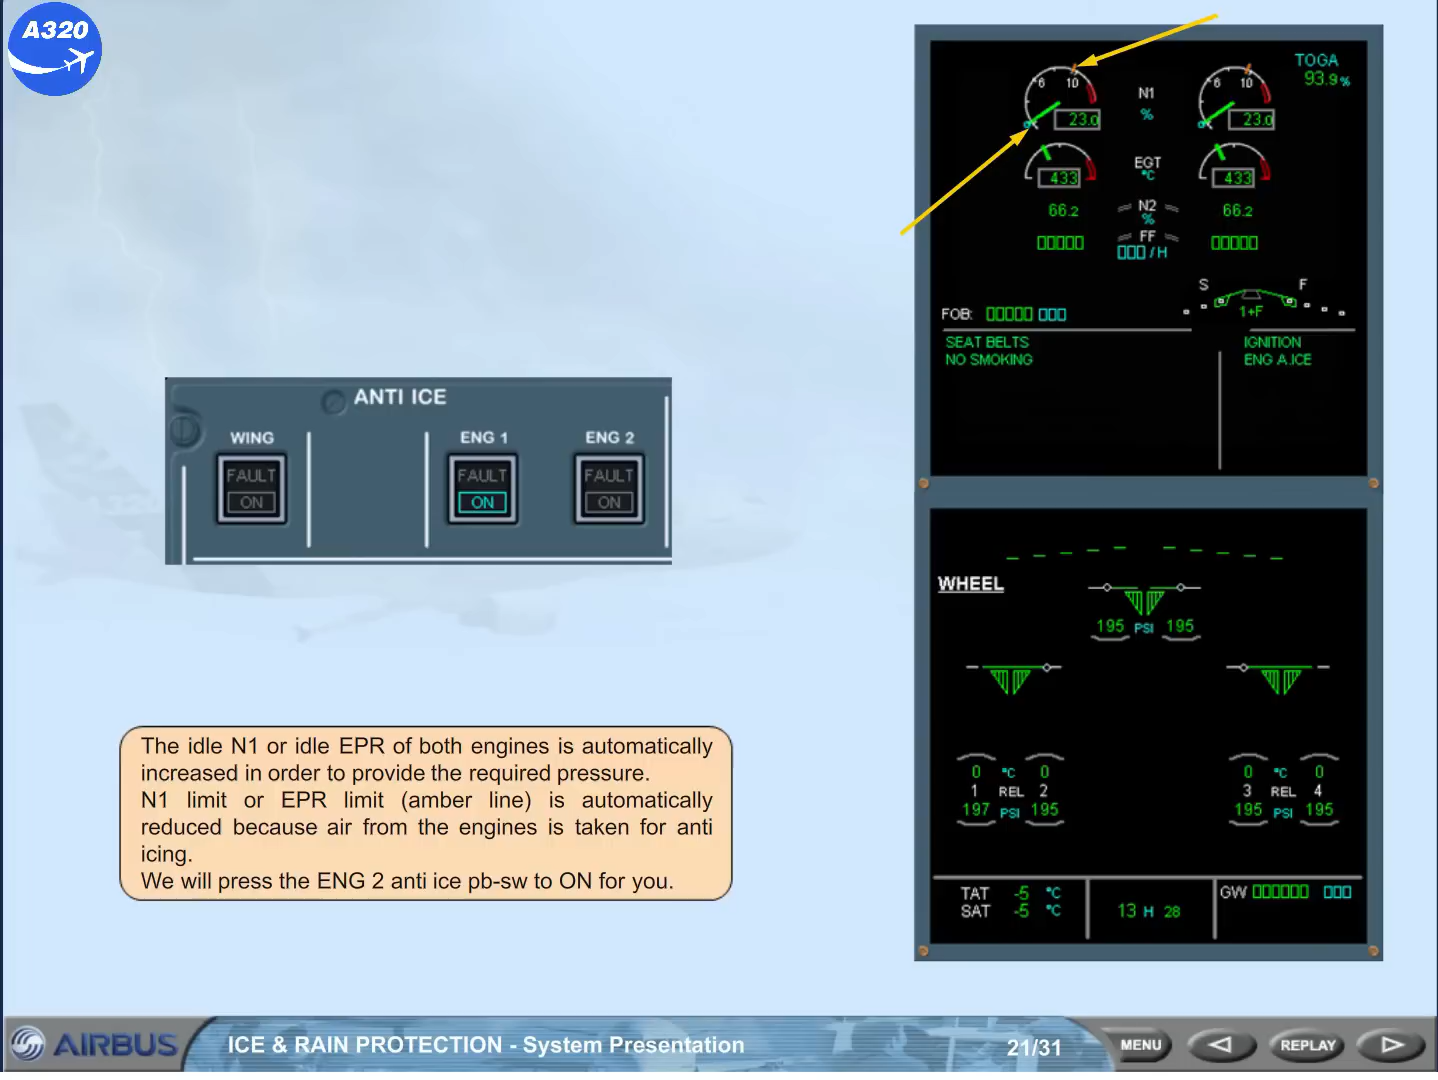 A320
TOGA
93.9 %
6 10
N1
6 10
%
23.0
23.0
EGT
°C
433
433
66.2
N2
66.2
%
FF
/ H
S
F
FOB:
1+F
SEAT BELTS
IGNITION
NO SMOKING
ENG A.ICE
ANTI ICE
WING
ENG 1
ENG 2
FAULT
FAULT
FAULT
ON
ON
ON
WHEEL
195 PSI 195
0 °C 0
0 °C 0
1 REL 2
3 REL 4
197 PSI 195
195 PSI 195
The idle N1 or idle EPR of both engines is automatically
increased in order to provide the required pressure.
N1 limit or EPR limit (amber line) is automatically
reduced because air from the engines is taken for anti
icing.
We will press the ENG 2 anti ice pb-sw to ON for you.
TAT -5 °C
GW
SAT -5 °C
13 H 28
AIRBUS
ICE & RAIN PROTECTION - System Presentation
21/31
MENU
REPLAY